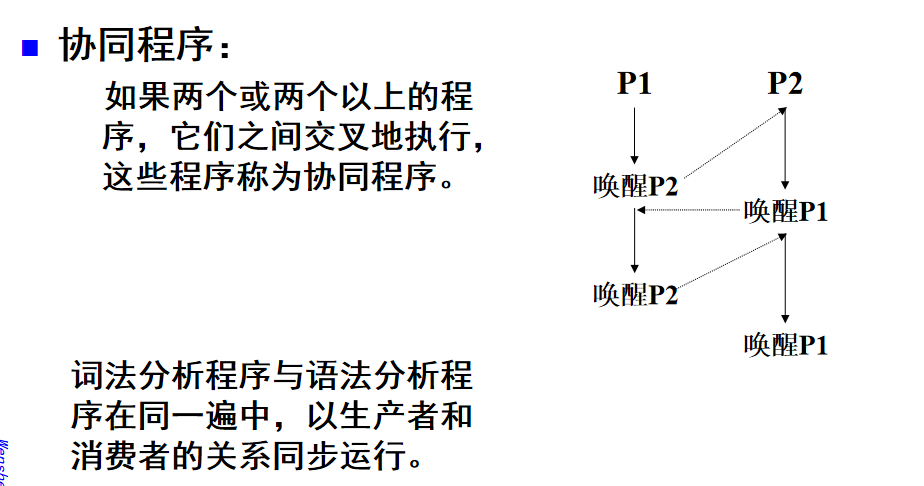 协同程序：
如果两个或两个以上的程
序，它们之间交叉地执行，
这些程序称为协同程序。
P1
P2
唤醒P2
唤醒P1
唤醒P2
唤醒P1
词法分析程序与语法分析程
序在同一遍中，以生产者和
消费者的关系同步运行。